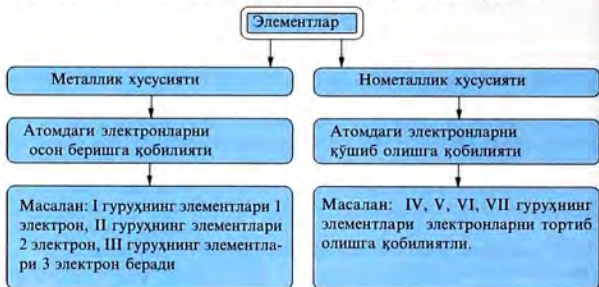 Элементлар
Металлик хусусияти
Нометаллик хусусияти
Атомдаги электронларни
осон беришга қобилияти
Атомдаги электронларни
қўшиб олишга қобилияти
Масалан: I гуруҳнинг элементлари 1
электрон, II гуруҳнинг элементлари
2 электрон, III гуруҳнинг элементла-
ри 3 электрон беради
Масалан: IV, V, VI, VII гуруҳнинг
элементлари электронларни тортиб
олишга қобилиятли.